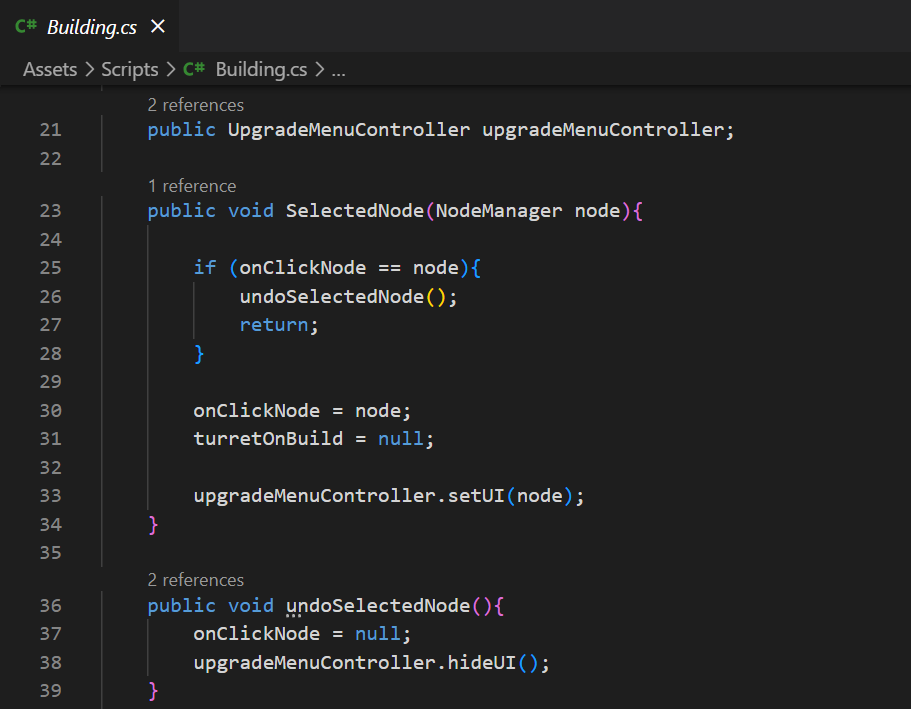 C# Building.cs ×
Assets > Scripts > C# Building.cs > ...
2 references
21 public UpgradeMenuController upgradeMenuController;
22
1 reference
23 public void SelectedNode(NodeManager node){
24
25 if (onClickNode == node){
26 undoSelectedNode();
27 return;
28 }
29
30 onClickNode = node;
31 turretOnBuild = null;
32
33 upgradeMenuController.setUI(node);
34 }
35
2 references
36 public void undoSelectedNode(){
37 onClickNode = null;
38 upgradeMenuController.hideUI();
39 }